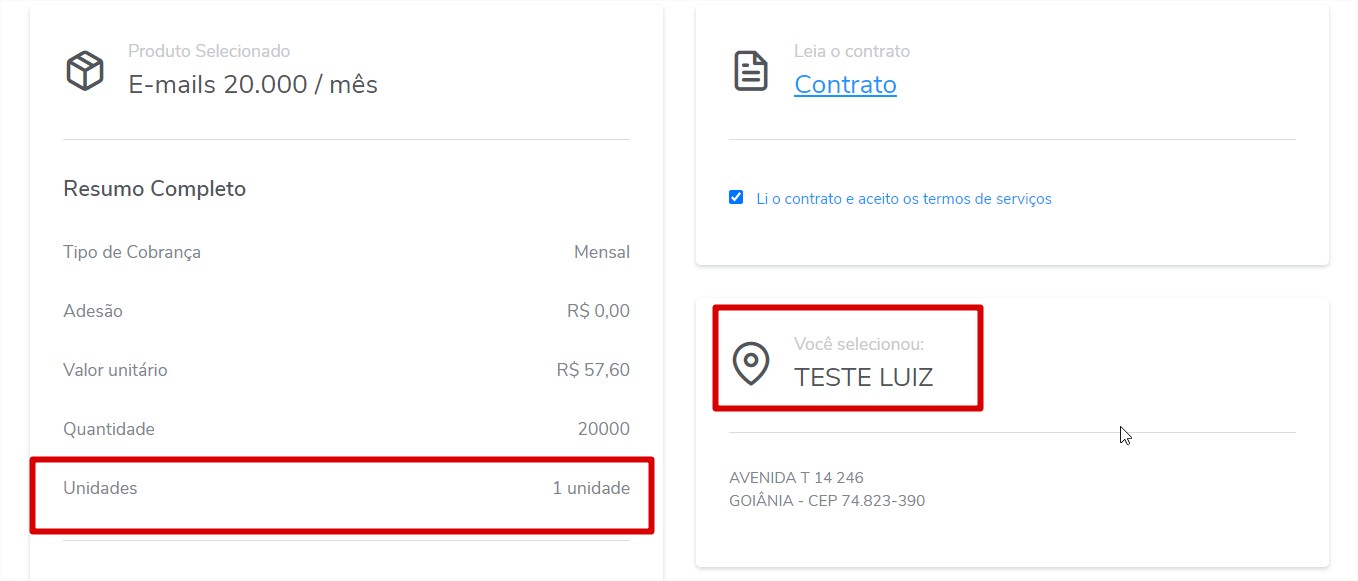 Produto Selecionado
E-mails 20.000 / mês
Resumo Completo
Tipo de Cobrança Mensal
Adesão R$ 0,00
Valor unitário R$ 57,60
Quantidade 20000
Unidades 1 unidade
Leia o contrato
Contrato
Li o contrato e aceito os termos de serviços
Você selecionou:
TESTE LUIZ
AVENIDA T 14 246
GOIÂNIA - CEP 74.823-390